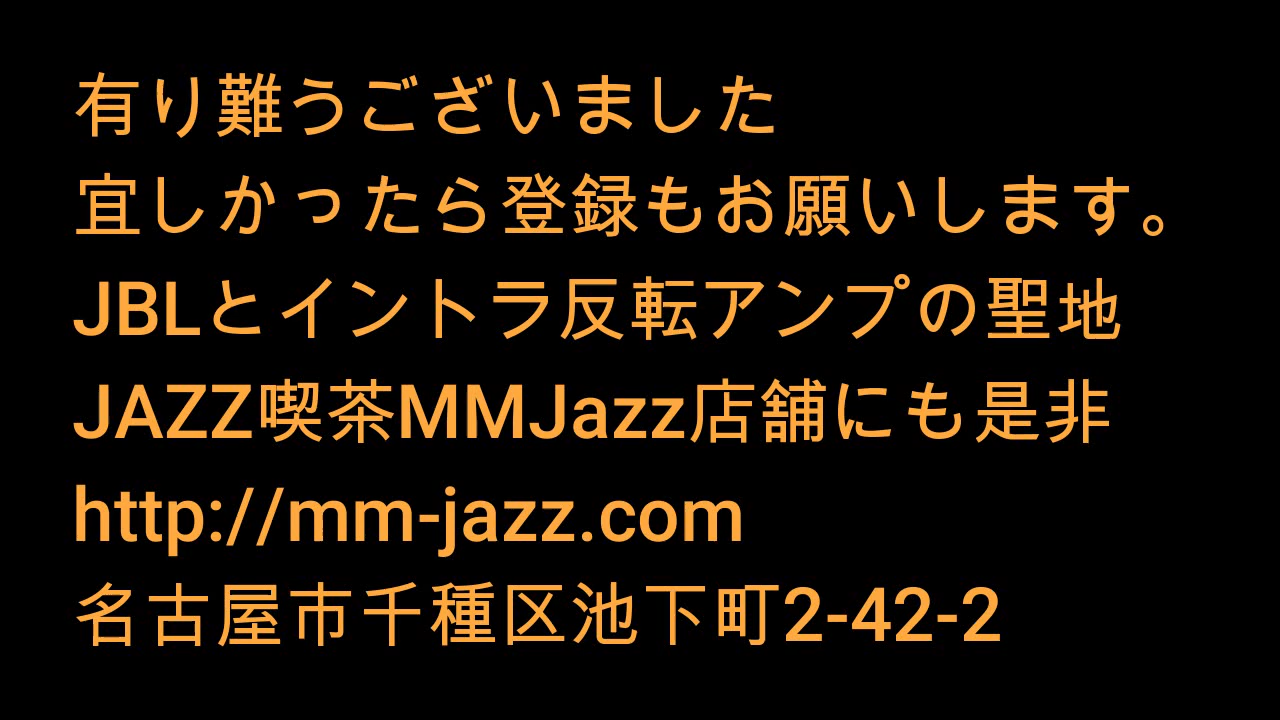 有り難うございました
宜しかったら登録もお願いします。
JBLとイントラ反転アンプの聖地
JAZZ喫茶MMJazz店舗にも是非
http://mm-jazz.com
名古屋市千種区池下町2-42-2